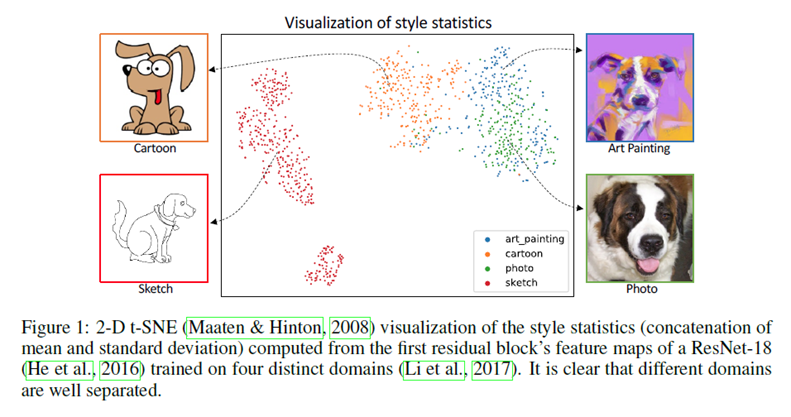 Visualization of style statistics
Cartoon
Art Painting
Sketch
Photo
art_painting
cartoon
photo
sketch
Figure 1: 2-D t-SNE (Maaten & Hinton, 2008) visualization of the style statistics (concatenation of
mean and standard deviation) computed from the first residual block's feature maps of a ResNet-18
(He et al., 2016) trained on four distinct domains (Li et al., 2017). It is clear that different domains
are well separated.